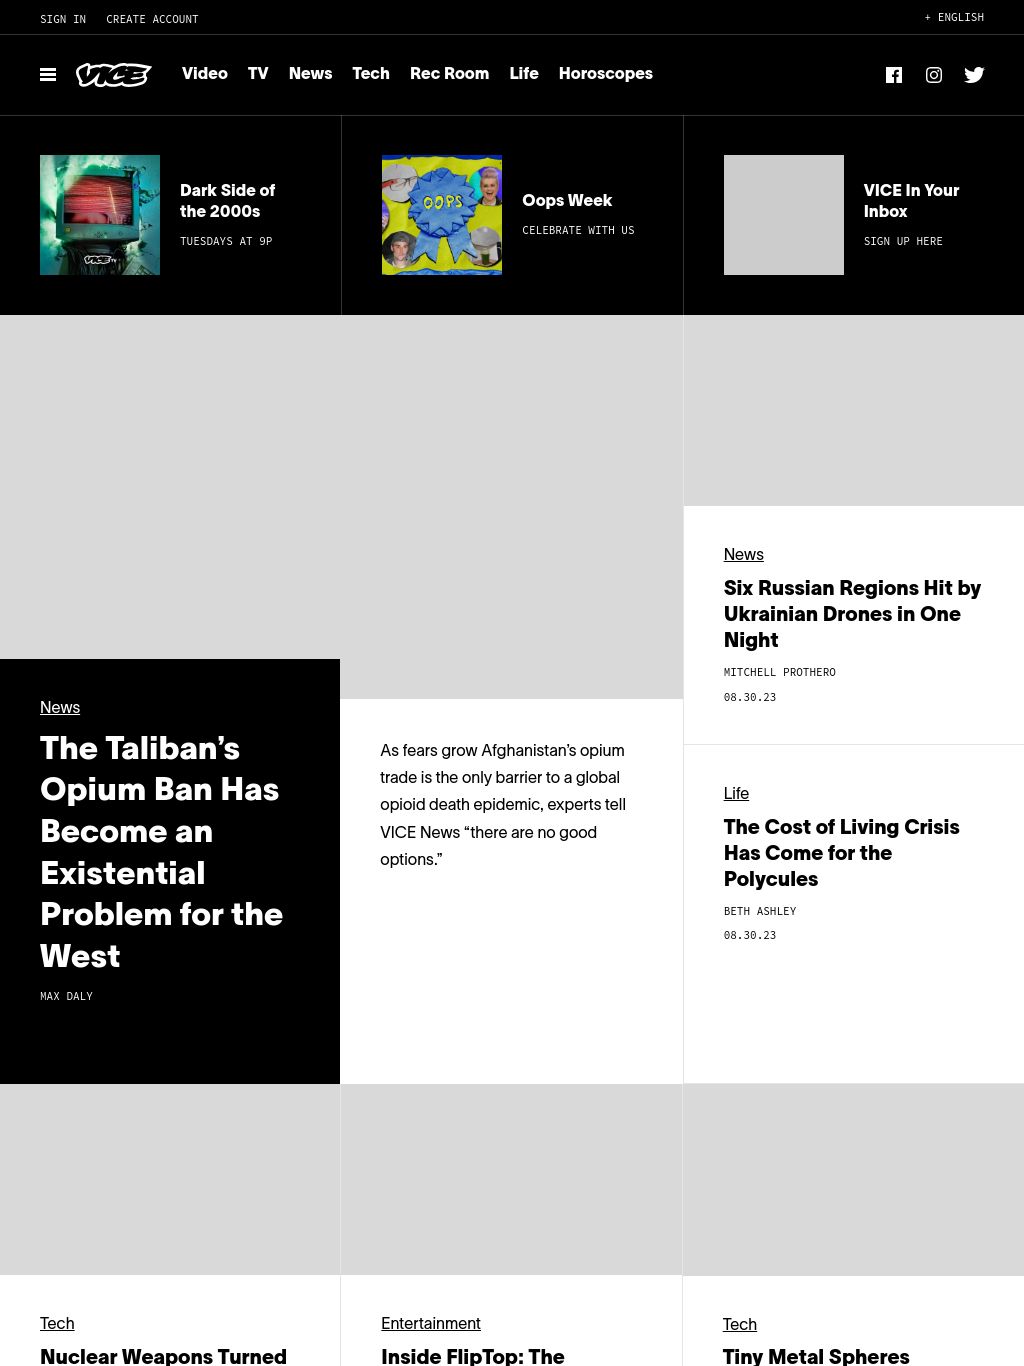 SIGN IN CREATE ACCOUNT
+ ENGLISH
VICE
Video TV News Tech Rec Room Life Horoscopes
VICE TV
Dark Side of
the 2000s
TUESDAYS AT 9P
OOPS
Oops Week
CELEBRATE WITH US
VICE In Your
Inbox
SIGN UP HERE
News
The Taliban’s
Opium Ban Has
Become an
Existential
Problem for the
West
MAX DALY
As fears grow Afghanistan’s opium
trade is the only barrier to a global
opioid death epidemic, experts tell
VICE News “there are no good
options.”
News
Six Russian Regions Hit by
Ukrainian Drones in One
Night
MITCHELL PROTHERO
08.30.23
Life
The Cost of Living Crisis
Has Come for the
Polycules
BETH ASHLEY
08.30.23
Tech
Nuclear Weapons Turned
Entertainment
Inside FlipTop: The
Tech
Tiny Metal Spheres